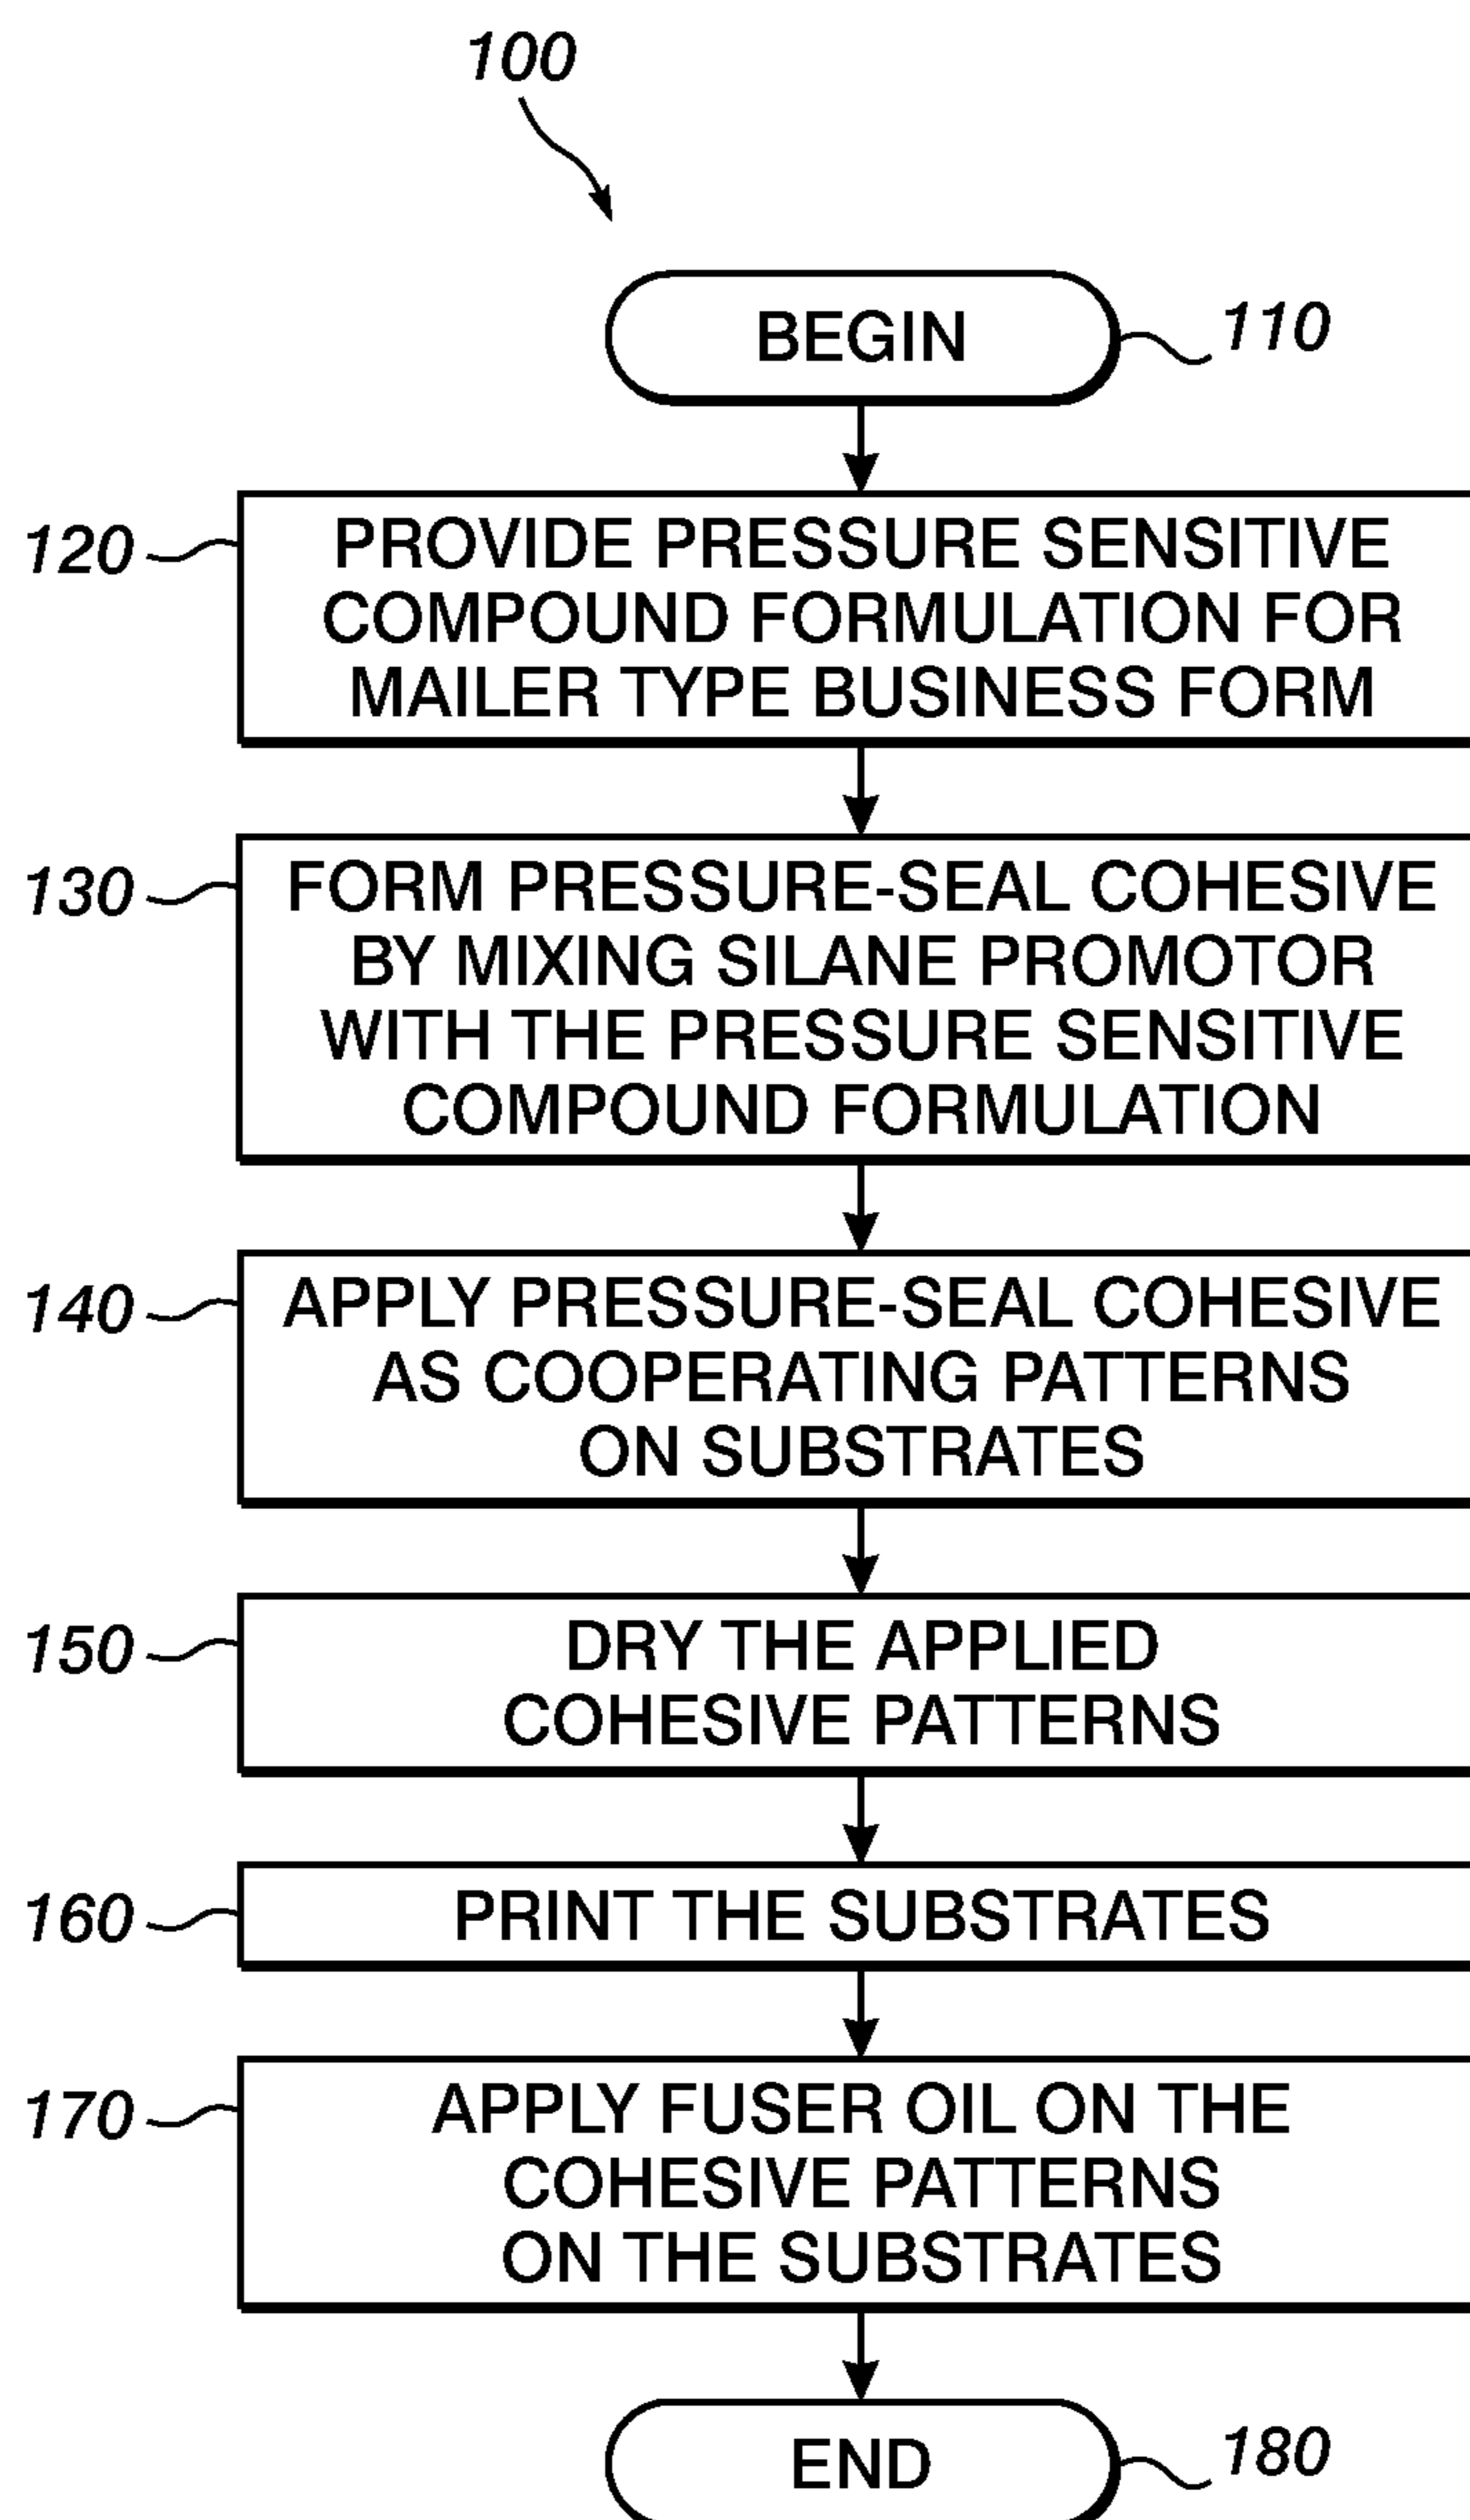 100
BEGIN
110
120
PROVIDE PRESSURE SENSITIVE
COMPOUND FORMULATION FOR
MAILER TYPE BUSINESS FORM
130
FORM PRESSURE-SEAL COHESIVE
BY MIXING SILANE PROMOTOR
WITH THE PRESSURE SENSITIVE
COMPOUND FORMULATION
140
APPLY PRESSURE-SEAL COHESIVE
AS COOPERATING PATTERNS
ON SUBSTRATES
150
DRY THE APPLIED
COHESIVE PATTERNS
160
PRINT THE SUBSTRATES
170
APPLY FUSER OIL ON THE
COHESIVE PATTERNS
ON THE SUBSTRATES
END
180